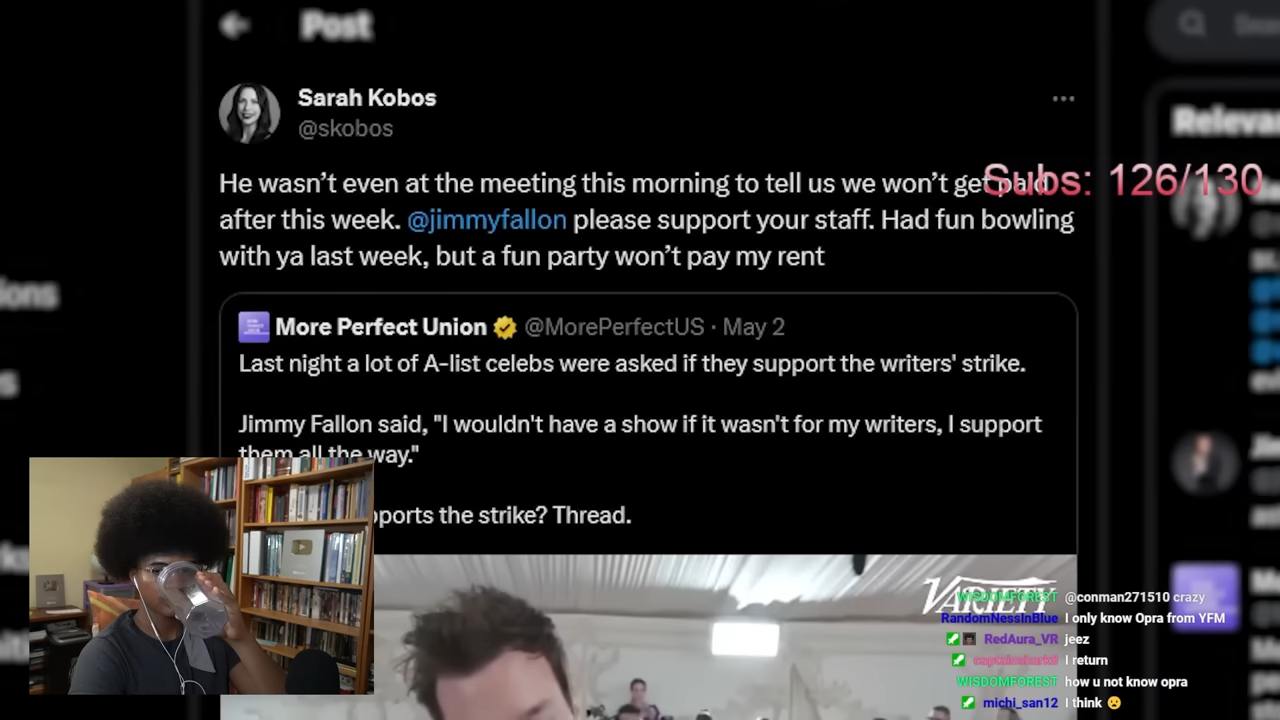 Post
Sarah Kobos
@skobos
He wasn't even at the meeting this morning to tell us we won't get paid
after this week. @jimmyfallon please support your staff. Had fun bowling
with ya last week, but a fun party won't pay my rent
Subs: 126/130
More Perfect Union @MorePerfectUS · May 2
Last night a lot of A-list celebs were asked if they support the writers' strike.
Jimmy Fallon said, "I wouldn't have a show if it wasn't for my writers, I support
them all the way."
pports the strike? Thread.
VARIETY
WISDOMFOREST @conman271510 crazy
RandomNessInBlue I only know Opra from YFM
RedAura_VR jeez
I return
WISDOMFOREST how u not know opra
michi_san12 I think